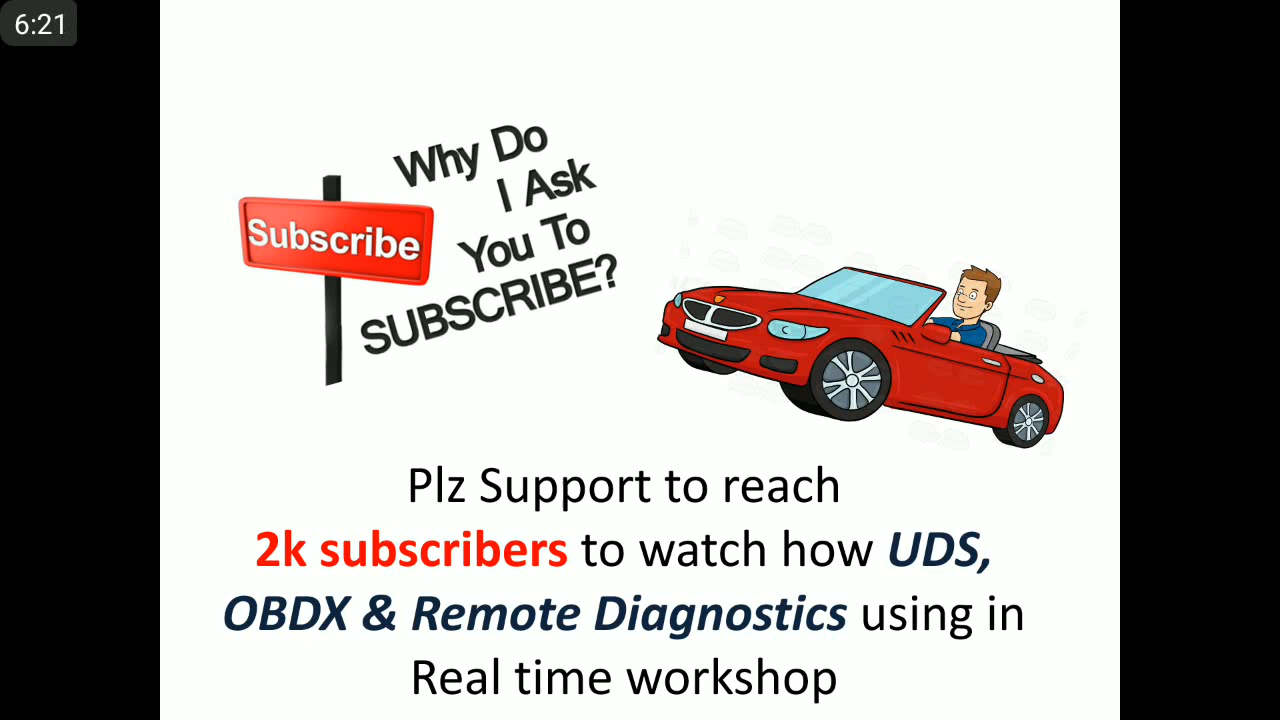 6:21
Why Do
I Ask
You To
SUBSCRIBE?
Subscribe
Plz Support to reach
2k subscribers to watch how UDS,
OBDX & Remote Diagnostics using in
Real time workshop